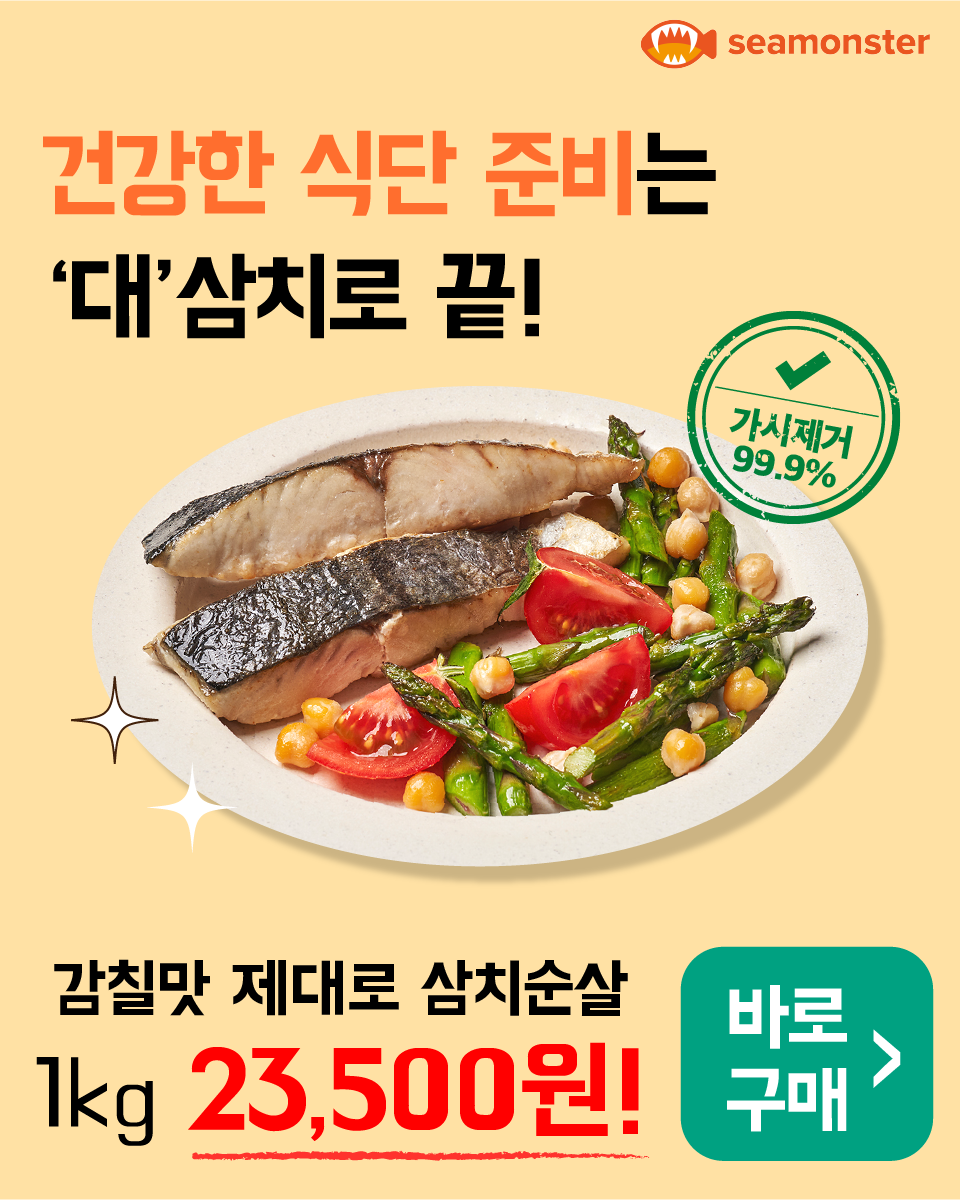 seamonster
건강한 식단 준비는
‘대’삼치로 끝!
가시제거
99.9%
감칠맛 제대로 삼치순살
1kg 23,500원!
바로
구매 >